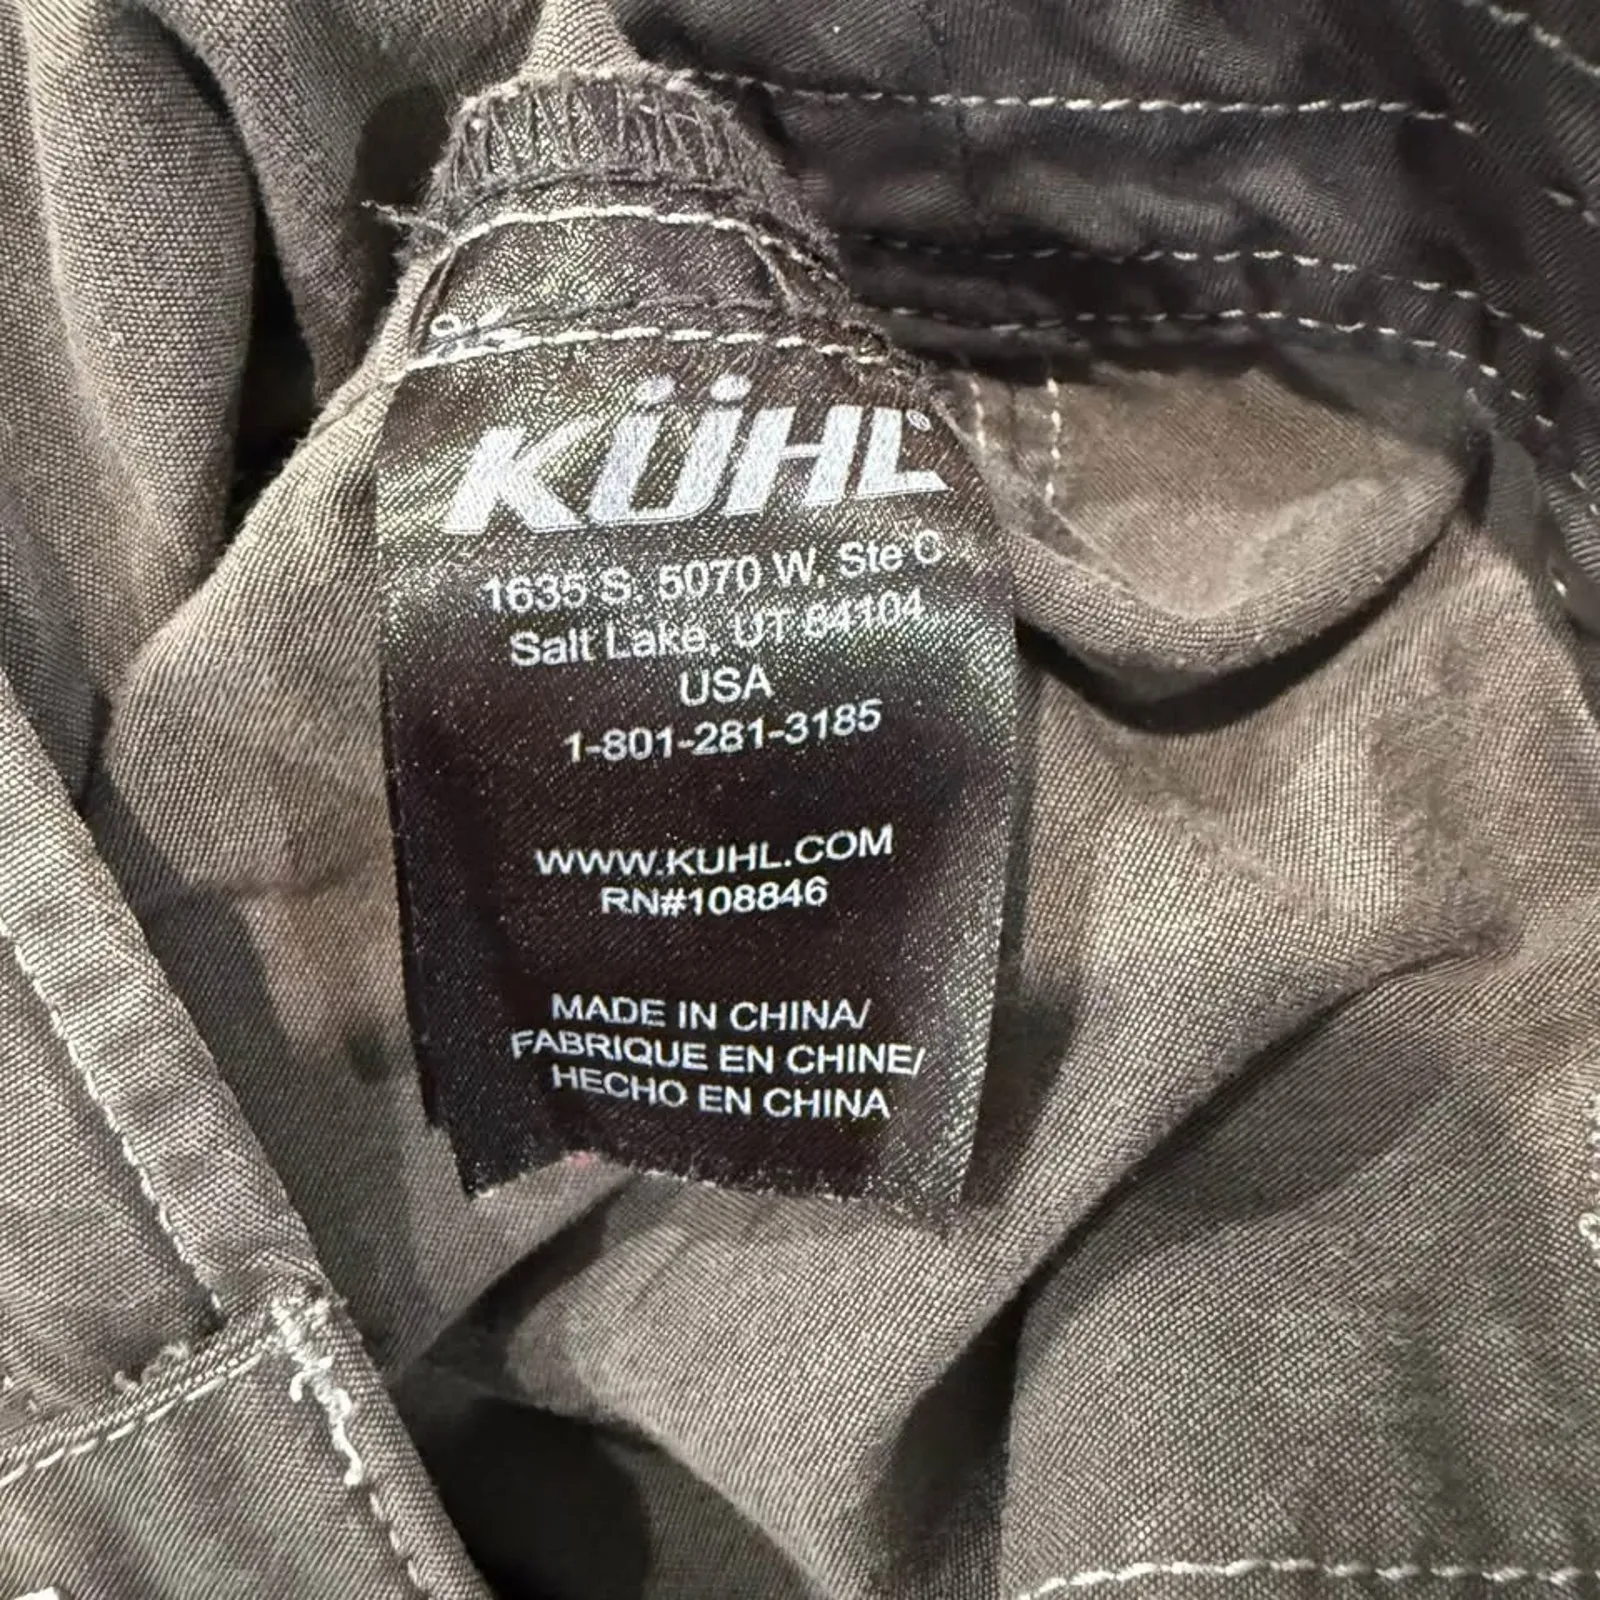 KÜHL®
1635 S. 5070 W. Ste C
Salt Lake, UT 84104
USA
1-801-281-3185
WWW.KUHL.COM
RN#108846
MADE IN CHINA/
FABRIQUE EN CHINE/
HECHO EN CHINA